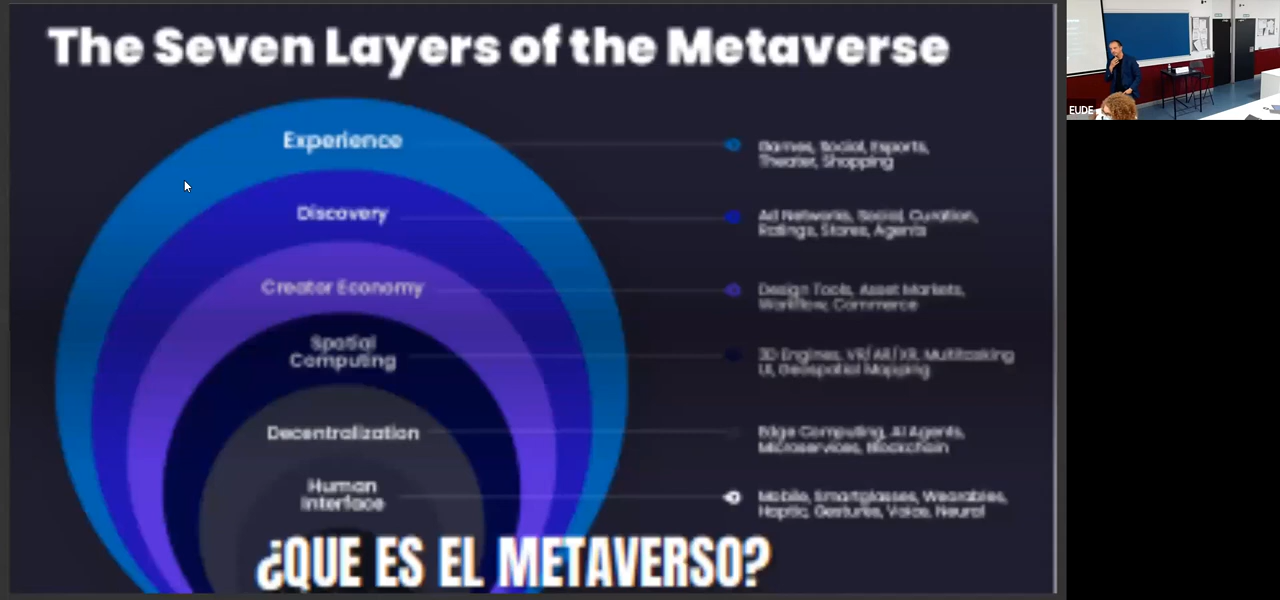 The Seven Layers of the Metaverse
Experience
Games, Social, Esports,
Theater, Shopping
Discovery
Ad Networks, Social, Curation,
Ratings, Stores, Agents
Creator Economy
Design Tools, Asset Markets,
Workflow, Commerce
Spatial
Computing
3D Engines, VR/AR/XR, Multitasking
UI, Geospatial Mapping
Decentralization
Edge Computing, AI Agents,
Microservices, Blockchain
Human
Interface
Mobile, Smartglasses, Wearables,
Haptic, Gestures, Voice, Neural
¿QUE ES EL METAVERSO?
EUDE